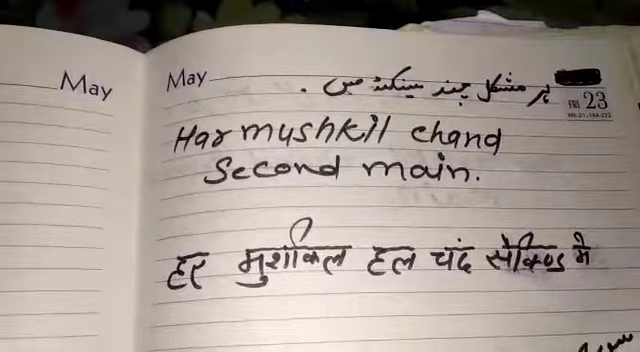 May
May
ہر مشکل چند سیکنڈ میں .
FRI 23
Har mushkil chand
Second main.
हर मुशकिल हल चंद सेकिण्ड मे